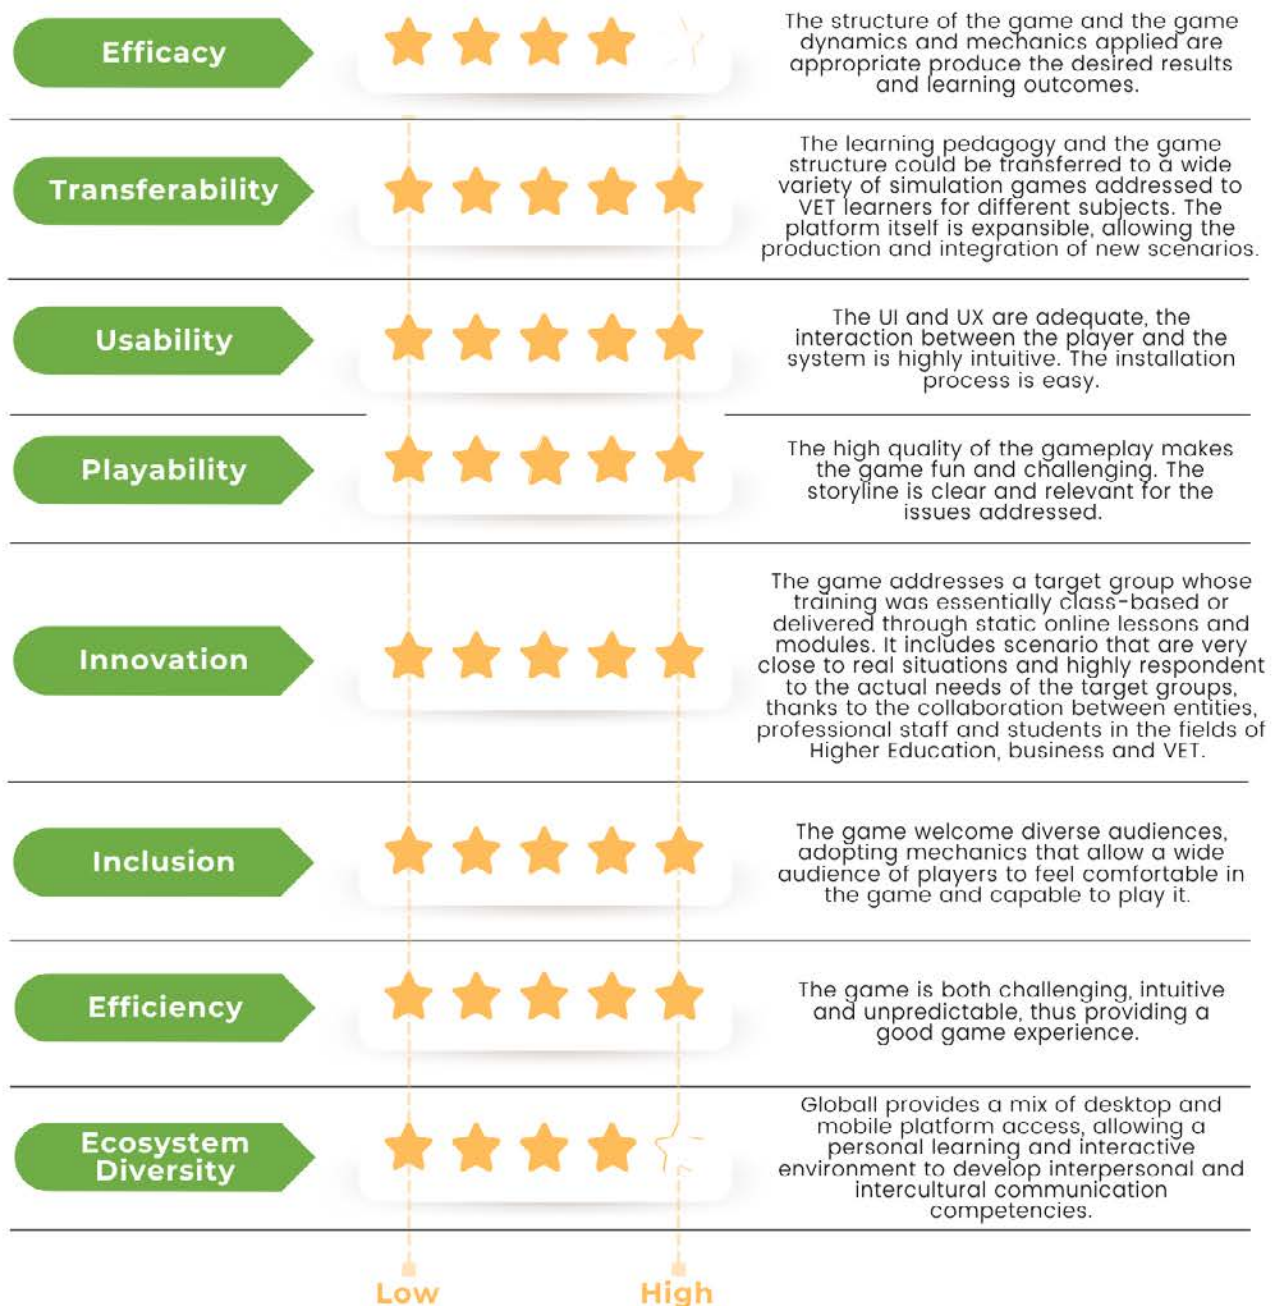 Efficacy
The structure of the game and the game
dynamics and mechanics applied are
appropriate produce the desired results
and learning outcomes.
Transferability
The learning pedagogy and the game
structure could be transferred to a wide
variety of simulation games addressed to
VET learners for different subjects. The
platform itself is expansible, allowing the
production and integration of new scenarios.
Usability
The UI and UX are adequate, the
interaction between the player and the
system is highly intuitive. The installation
process is easy.
Playability
The high quality of the gameplay makes
the game fun and challenging. The
storyline is clear and relevant for the
issues addressed.
Innovation
The game addresses a target group whose
training was essentially class-based or
delivered through static online lessons and
modules. It includes scenario that are very
close to real situations and highly respondent
to the actual needs of the target groups,
thanks to the collaboration between entities,
professional staff and students in the fields of
Higher Education, business and VET.
Inclusion
The game welcome diverse audiences,
adopting mechanics that allow a wide
audience of players to feel comfortable in
the game and capable to play it.
Efficiency
The game is both challenging, intuitive
and unpredictable, thus providing a
good game experience.
Ecosystem
Diversity
Globall provides a mix of desktop and
mobile platform access, allowing a
personal learning and interactive
environment to develop interpersonal and
intercultural communication
competencies.
Low
High